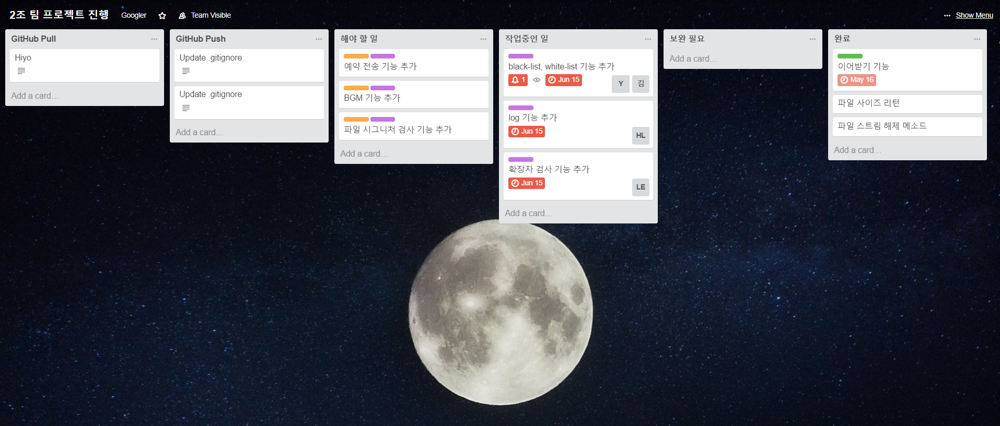 2조 팀 프로젝트 진행 Googler Team Visible ... Show Menu
GitHub Pull
Hiyo
Add a card...
GitHub Push
Update .gitignore
Update .gitignore
Add a card...
해야 할 일
예약 전송 기능 추가
BGM 기능 추가
파일 시그니처 검사 기능 추가
Add a card...
작업중인 일
black-list, white-list 기능 추가
1 Jun 15 Y 김
log 기능 추가
Jun 15 HL
확장자 검사 기능 추가
Jun 15 LE
Add a card...
보완 필요
Add a card...
완료
이어받기 기능
May 16
파일 사이즈 리턴
파일 스트림 해제 메소드
Add a card...